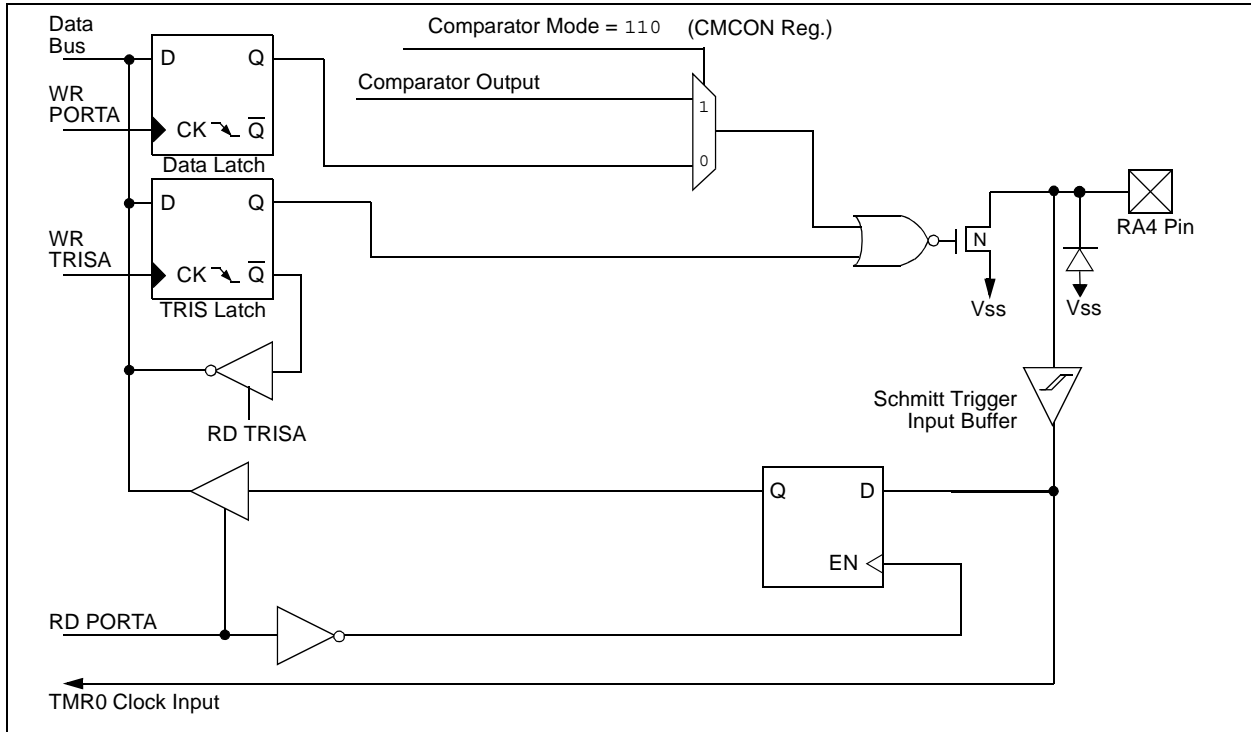 Data
Bus
Comparator Mode = 110 (CMCON Reg.)
D Q
Comparator Output
WR
PORTA
1
CK Q̅
Data Latch
0
D Q
WR
TRISA
N
RA4 Pin
CK Q̅
TRIS Latch
Vss
Vss
Schmitt Trigger
Input Buffer
RD TRISA
Q D
EN
RD PORTA
TMR0 Clock Input